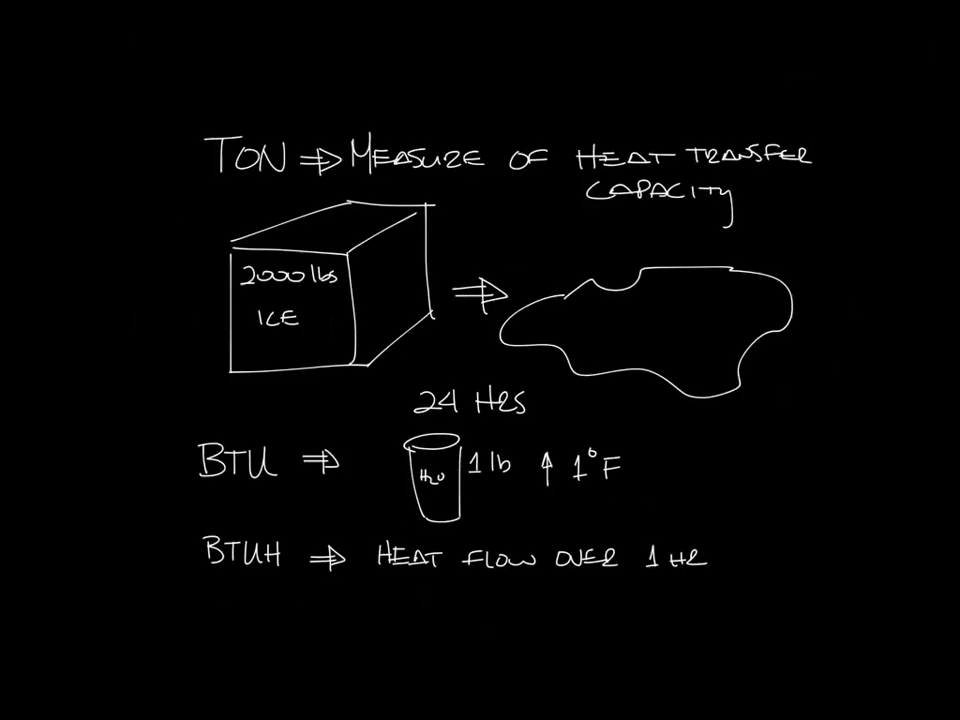 TON ⇒ MEASURE OF HEAT TRANSFER
CAPACITY
2000 lbs
ICE
⇒
24 HRS
BTU ⇒ H2O 1 lb ↑ 1° F
BTUH ⇒ HEAT FLOW OVER 1 HR